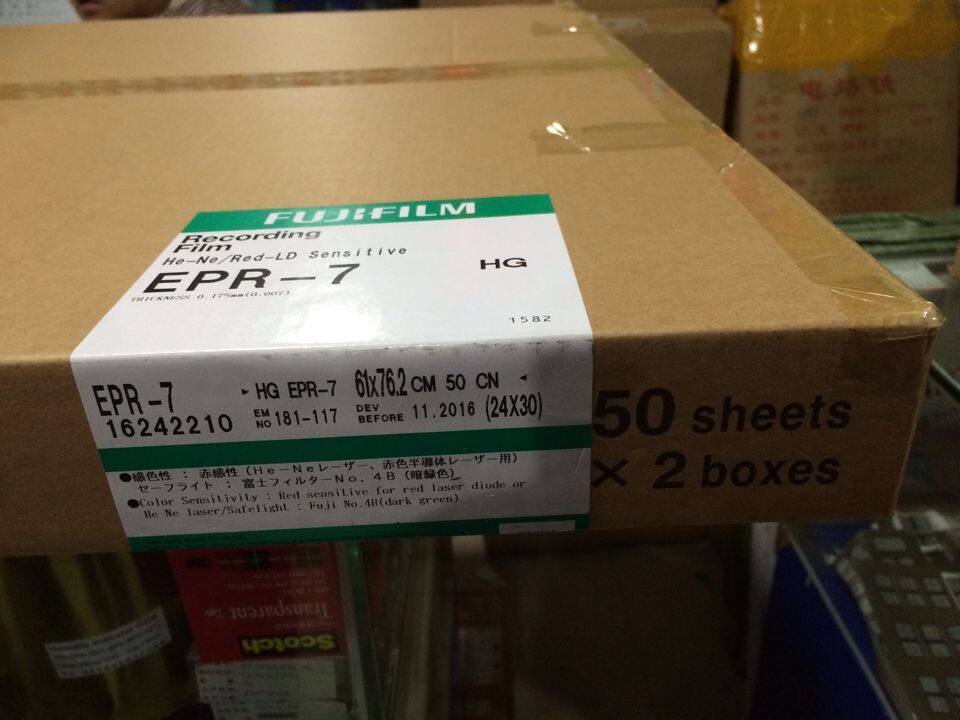 FUJIFILM
Recording
Film
He-Ne/Red-LD Sensitive
EPR-7
HG
THICKNESS 0.175mm(0.007)
1582
EPR-7
16242210
▸ HG EPR-7 61x76.2 CM 50 CN ◂
EM NO 181-117 DEV BEFORE 11.2016 (24X30)
50 sheets
× 2 boxes
●感色性 : 赤感性 (He-Neレーザー、赤色半導体レーザー用)
セーフライト : 富士フィルターNo. 4B (暗緑色)
●Color Sensitivity : Red sensitive for red laser diode or
He Ne laser/Safelight : Fuji No.4B(dark green)
Transparent Tape
Scotch